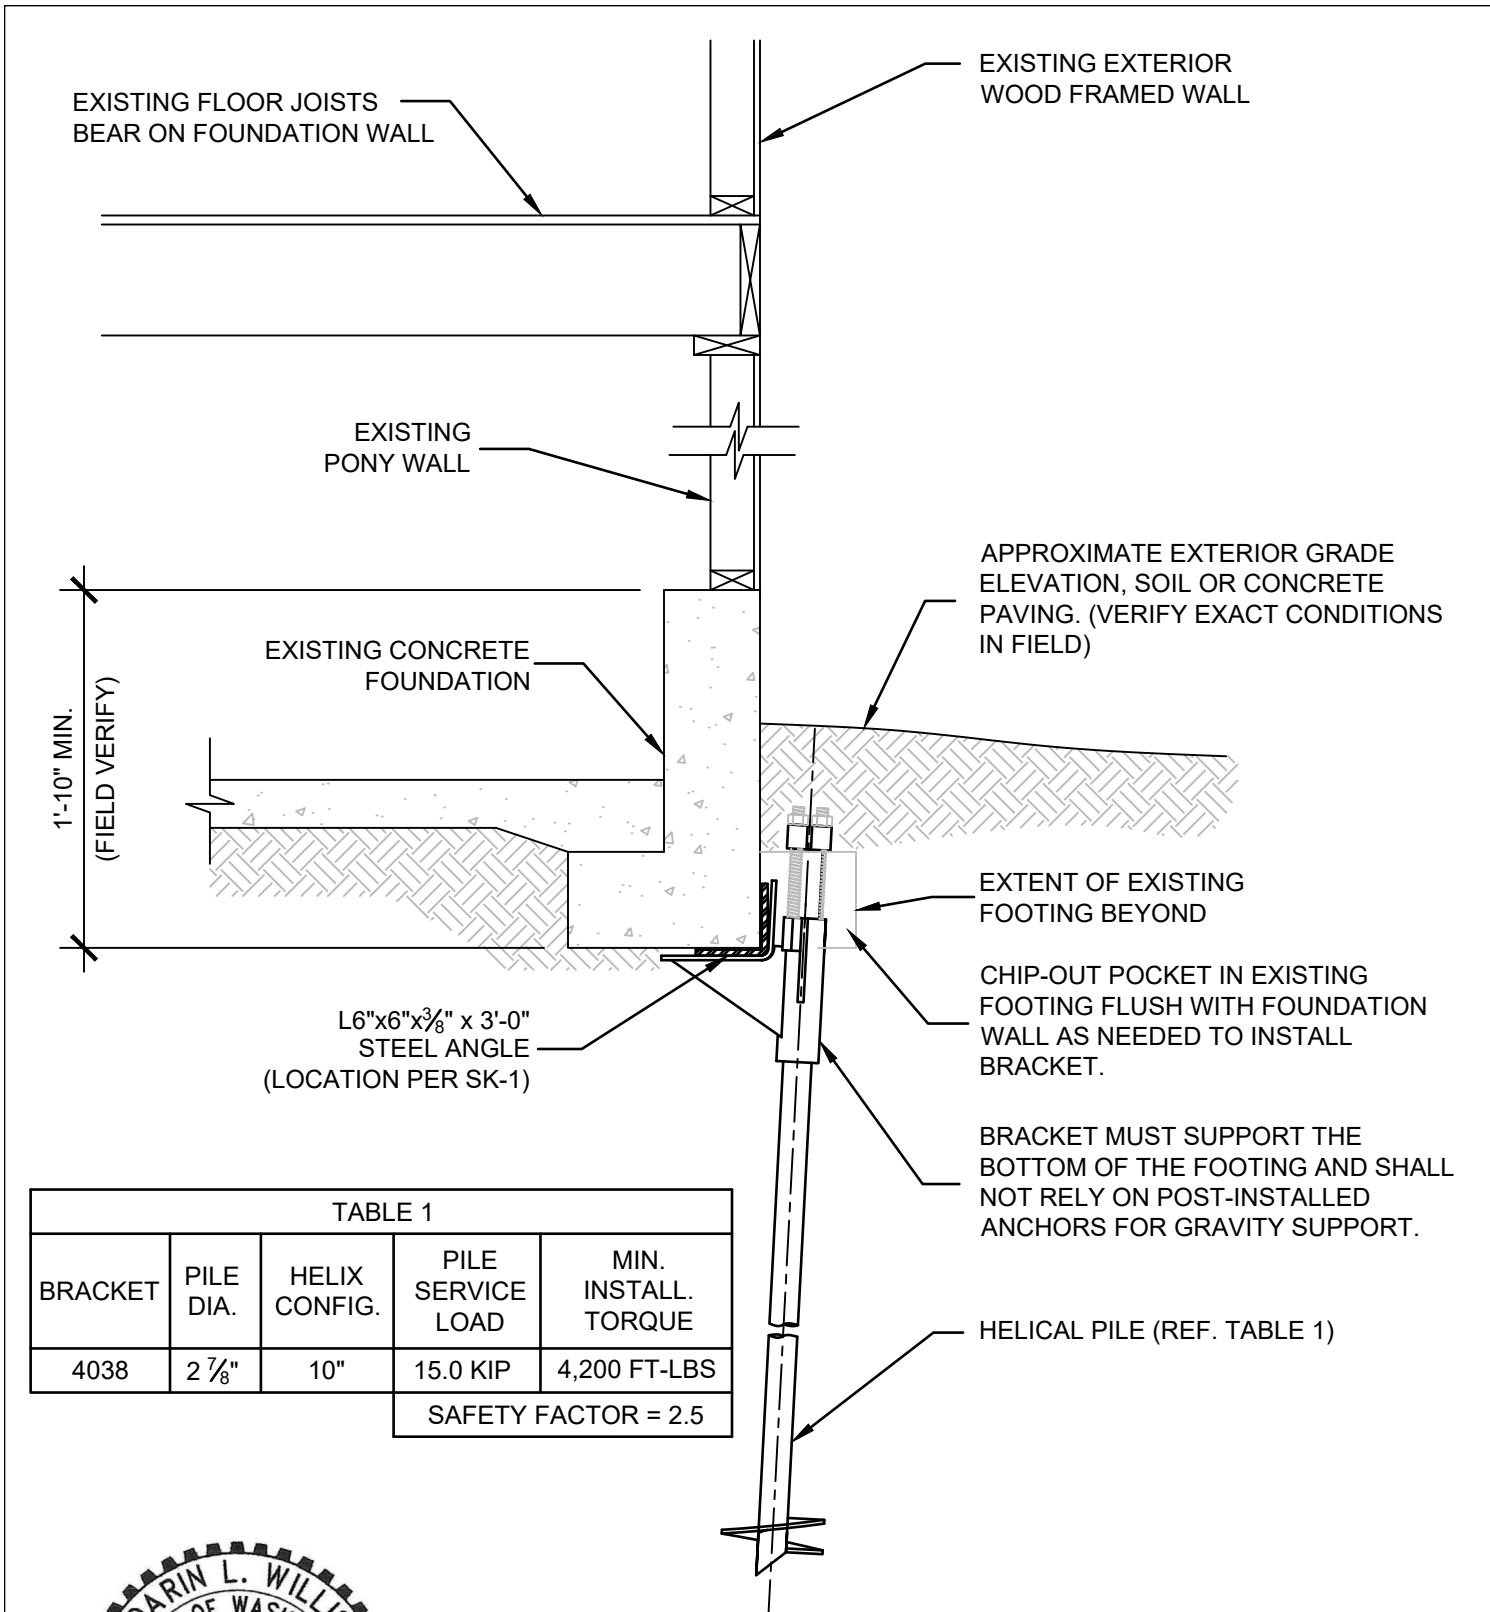 EXISTING EXTERIOR
WOOD FRAMED WALL
EXISTING FLOOR JOISTS
BEAR ON FOUNDATION WALL
EXISTING
PONY WALL
APPROXIMATE EXTERIOR GRADE
ELEVATION, SOIL OR CONCRETE
PAVING. (VERIFY EXACT CONDITIONS
IN FIELD)
EXISTING CONCRETE
FOUNDATION
1'-10" MIN.
(FIELD VERIFY)
EXTENT OF EXISTING
FOOTING BEYOND
CHIP-OUT POCKET IN EXISTING
FOOTING FLUSH WITH FOUNDATION
WALL AS NEEDED TO INSTALL
BRACKET.
L6"x6"x3/8" x 3'-0"
STEEL ANGLE
(LOCATION PER SK-1)
BRACKET MUST SUPPORT THE
BOTTOM OF THE FOOTING AND SHALL
NOT RELY ON POST-INSTALLED
ANCHORS FOR GRAVITY SUPPORT.
HELICAL PILE (REF. TABLE 1)
TABLE 1
BRACKET
PILE
DIA.
HELIX
CONFIG.
PILE
SERVICE
LOAD
MIN.
INSTALL.
TORQUE
4038
2 7/8"
10"
15.0 KIP
4,200 FT-LBS
SAFETY FACTOR = 2.5
DARIN L.
OF